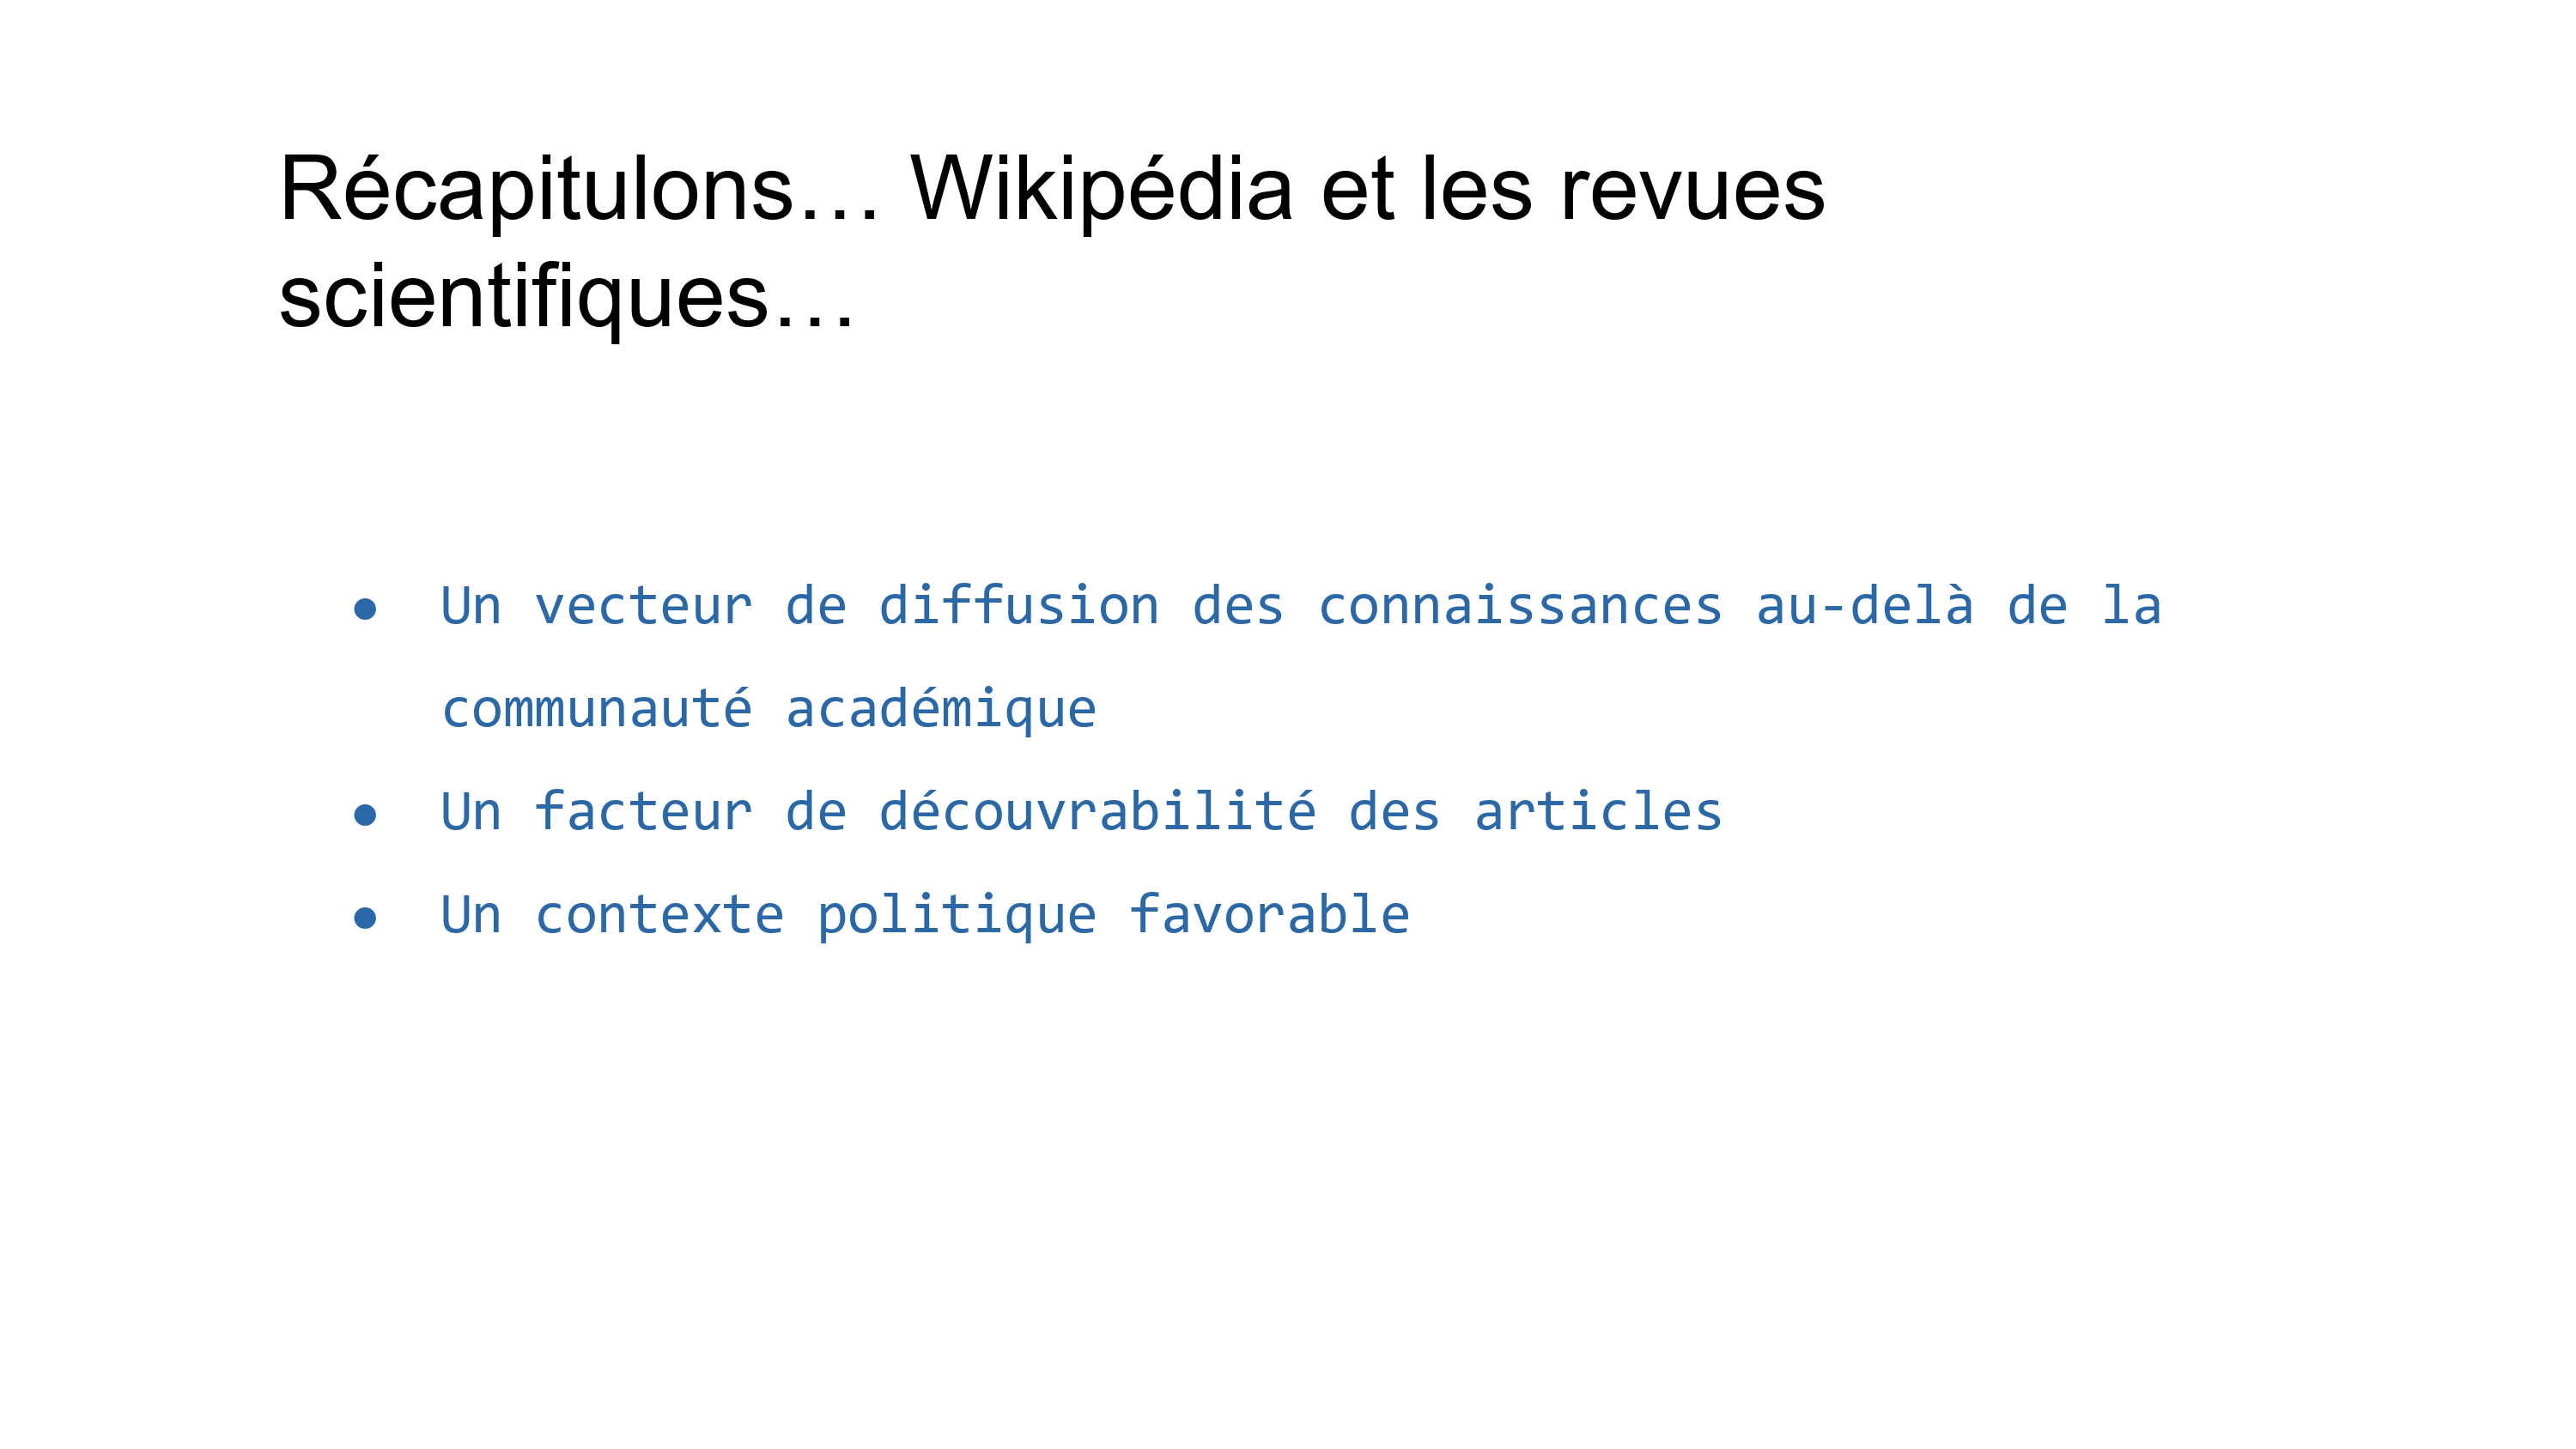 Récapitulons… Wikipédia et les revues
scientifiques…
● Un vecteur de diffusion des connaissances au-delà de la
communauté académique
● Un facteur de découvrabilité des articles
● Un contexte politique favorable